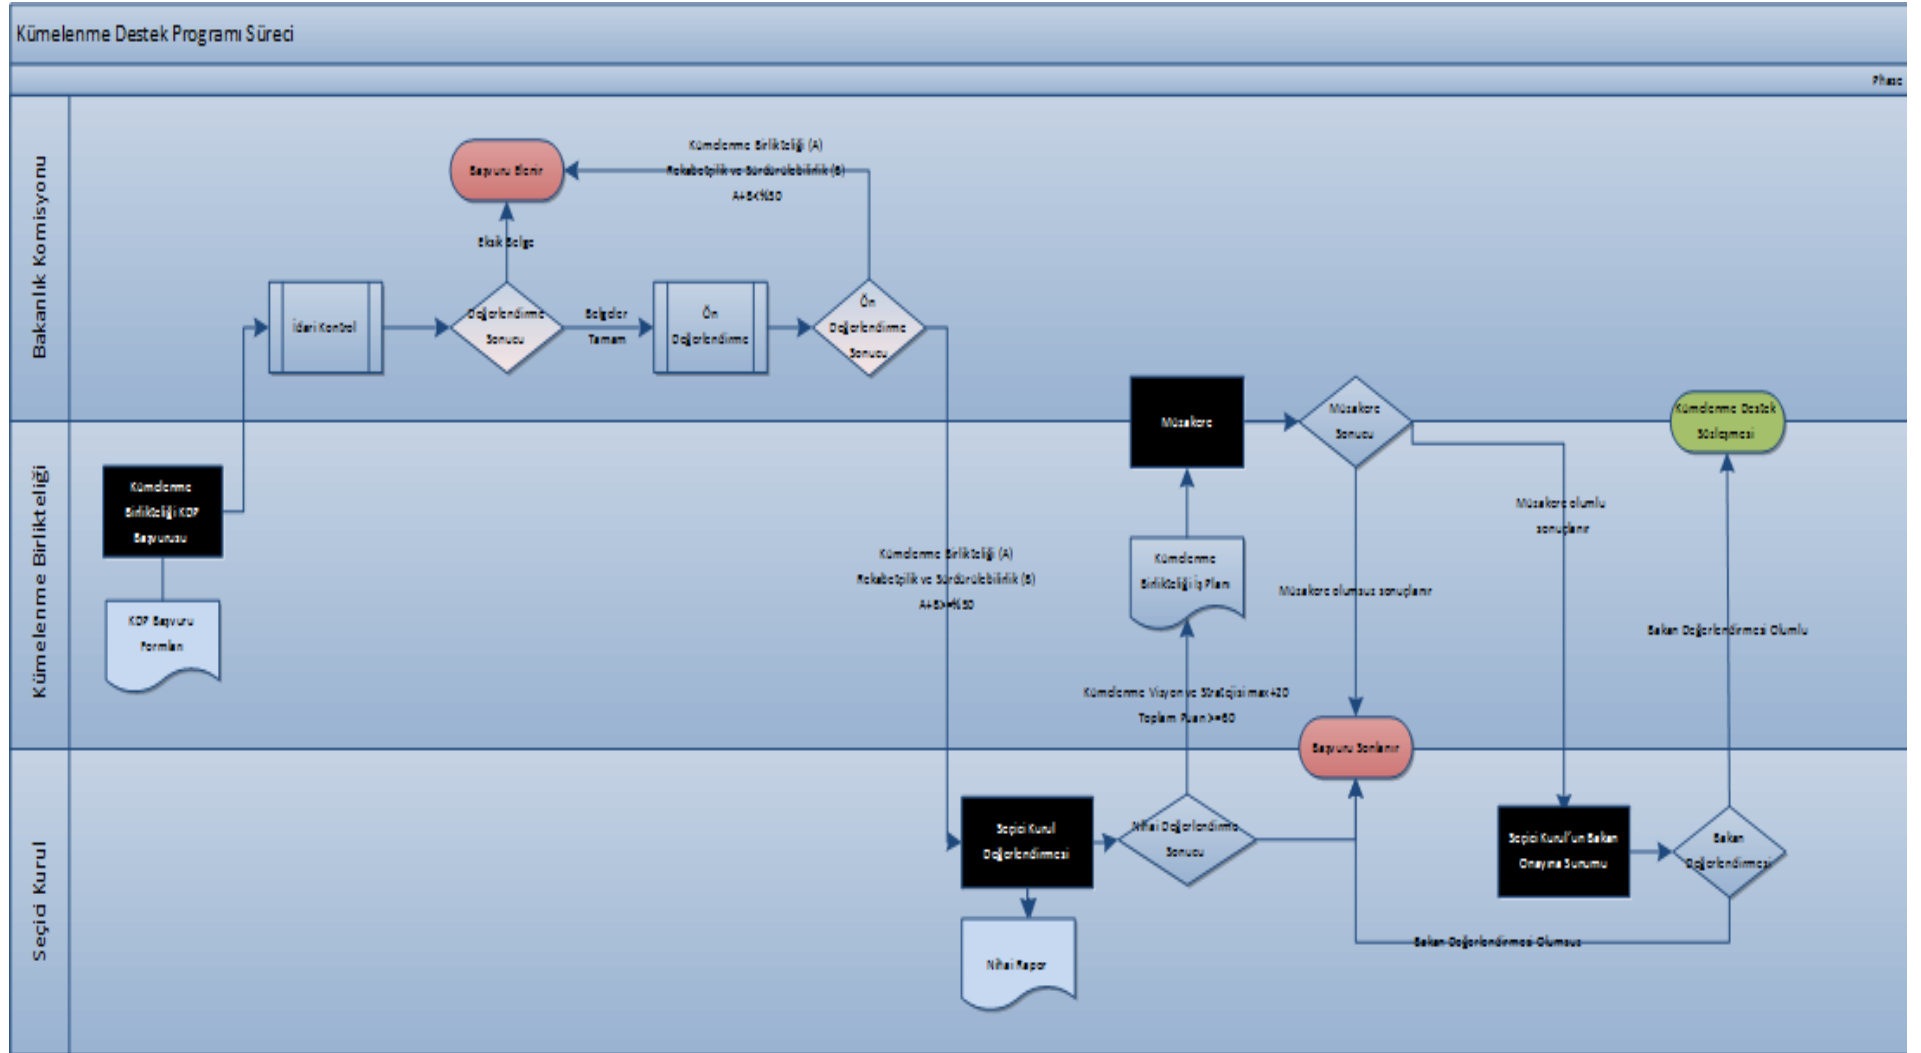 Kümelenme Destek Programı Süreci
Phase
Bakanlık Komisyonu
Başvuru Elenir
Kümelenme Birlikteliği (A)
Rekabetçilik ve Sürdürülebilirlik (B)
A+B<%50
Eksik Belge
İdari Kontrol
Değerlendirme
Sonucu
Belgeler
Tamam
Ön
Değerlendirme
Ön
Değerlendirme
Sonucu
Müzakere
Müzakere
Sonucu
Kümelenme Destek
Sözleşmesi
Kümelenme Birlikteliği
Kümelenme
Birlikteliği KDP
Başvurusu
KDP Başvuru
Formları
Kümelenme Birlikteliği (A)
Rekabetçilik ve Sürdürülebilirlik (B)
A+B>=%50
Kümelenme
Birlikteliği İş Planı
Müzakere olumlu
sonuçlanır
Müzakere olumsuz sonuçlanır
Bakan Değerlendirmesi Olumlu
Kümelenme Vizyon ve Stratejisi max+20
Toplam Puan >=60
Başvuru Sonlanır
Seçici Kurul
Seçici Kurul
Değerlendirmesi
Nihai Değerlendirme
Sonucu
Seçici Kurul'un Bakan
Onayına Sunumu
Bakan
Değerlendirmesi
Bakan Değerlendirmesi Olumsuz
Nihai Rapor